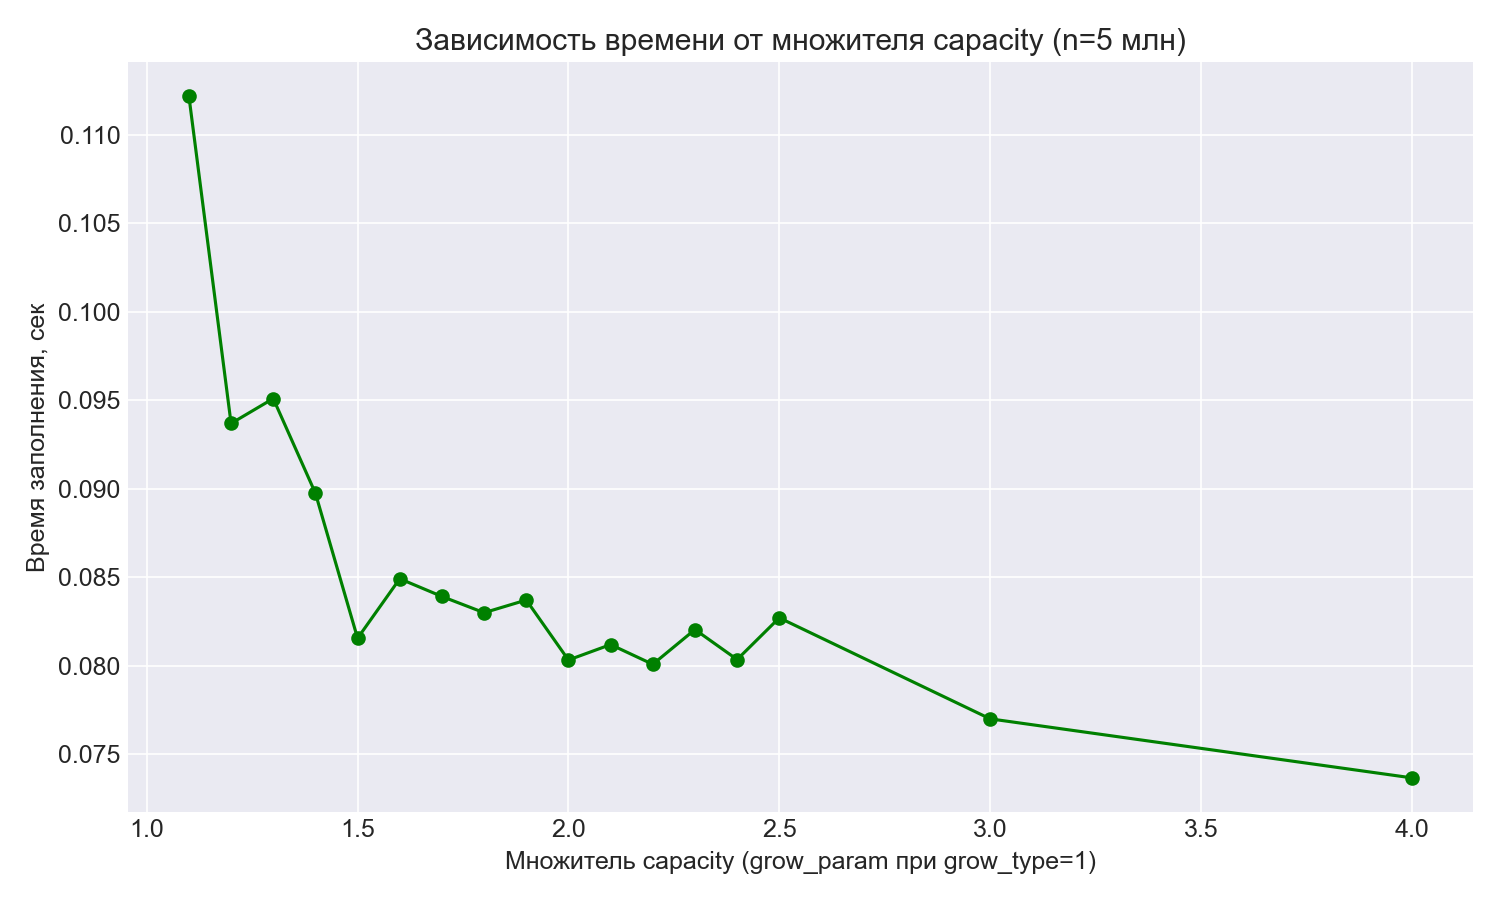 Зависимость времени от множителя capacity (n=5 млн)
Время заполнения, сек
0.110
0.105
0.100
0.095
0.090
0.085
0.080
0.075
1.0 1.5 2.0 2.5 3.0 3.5 4.0
Множитель capacity (grow_param при grow_type=1)